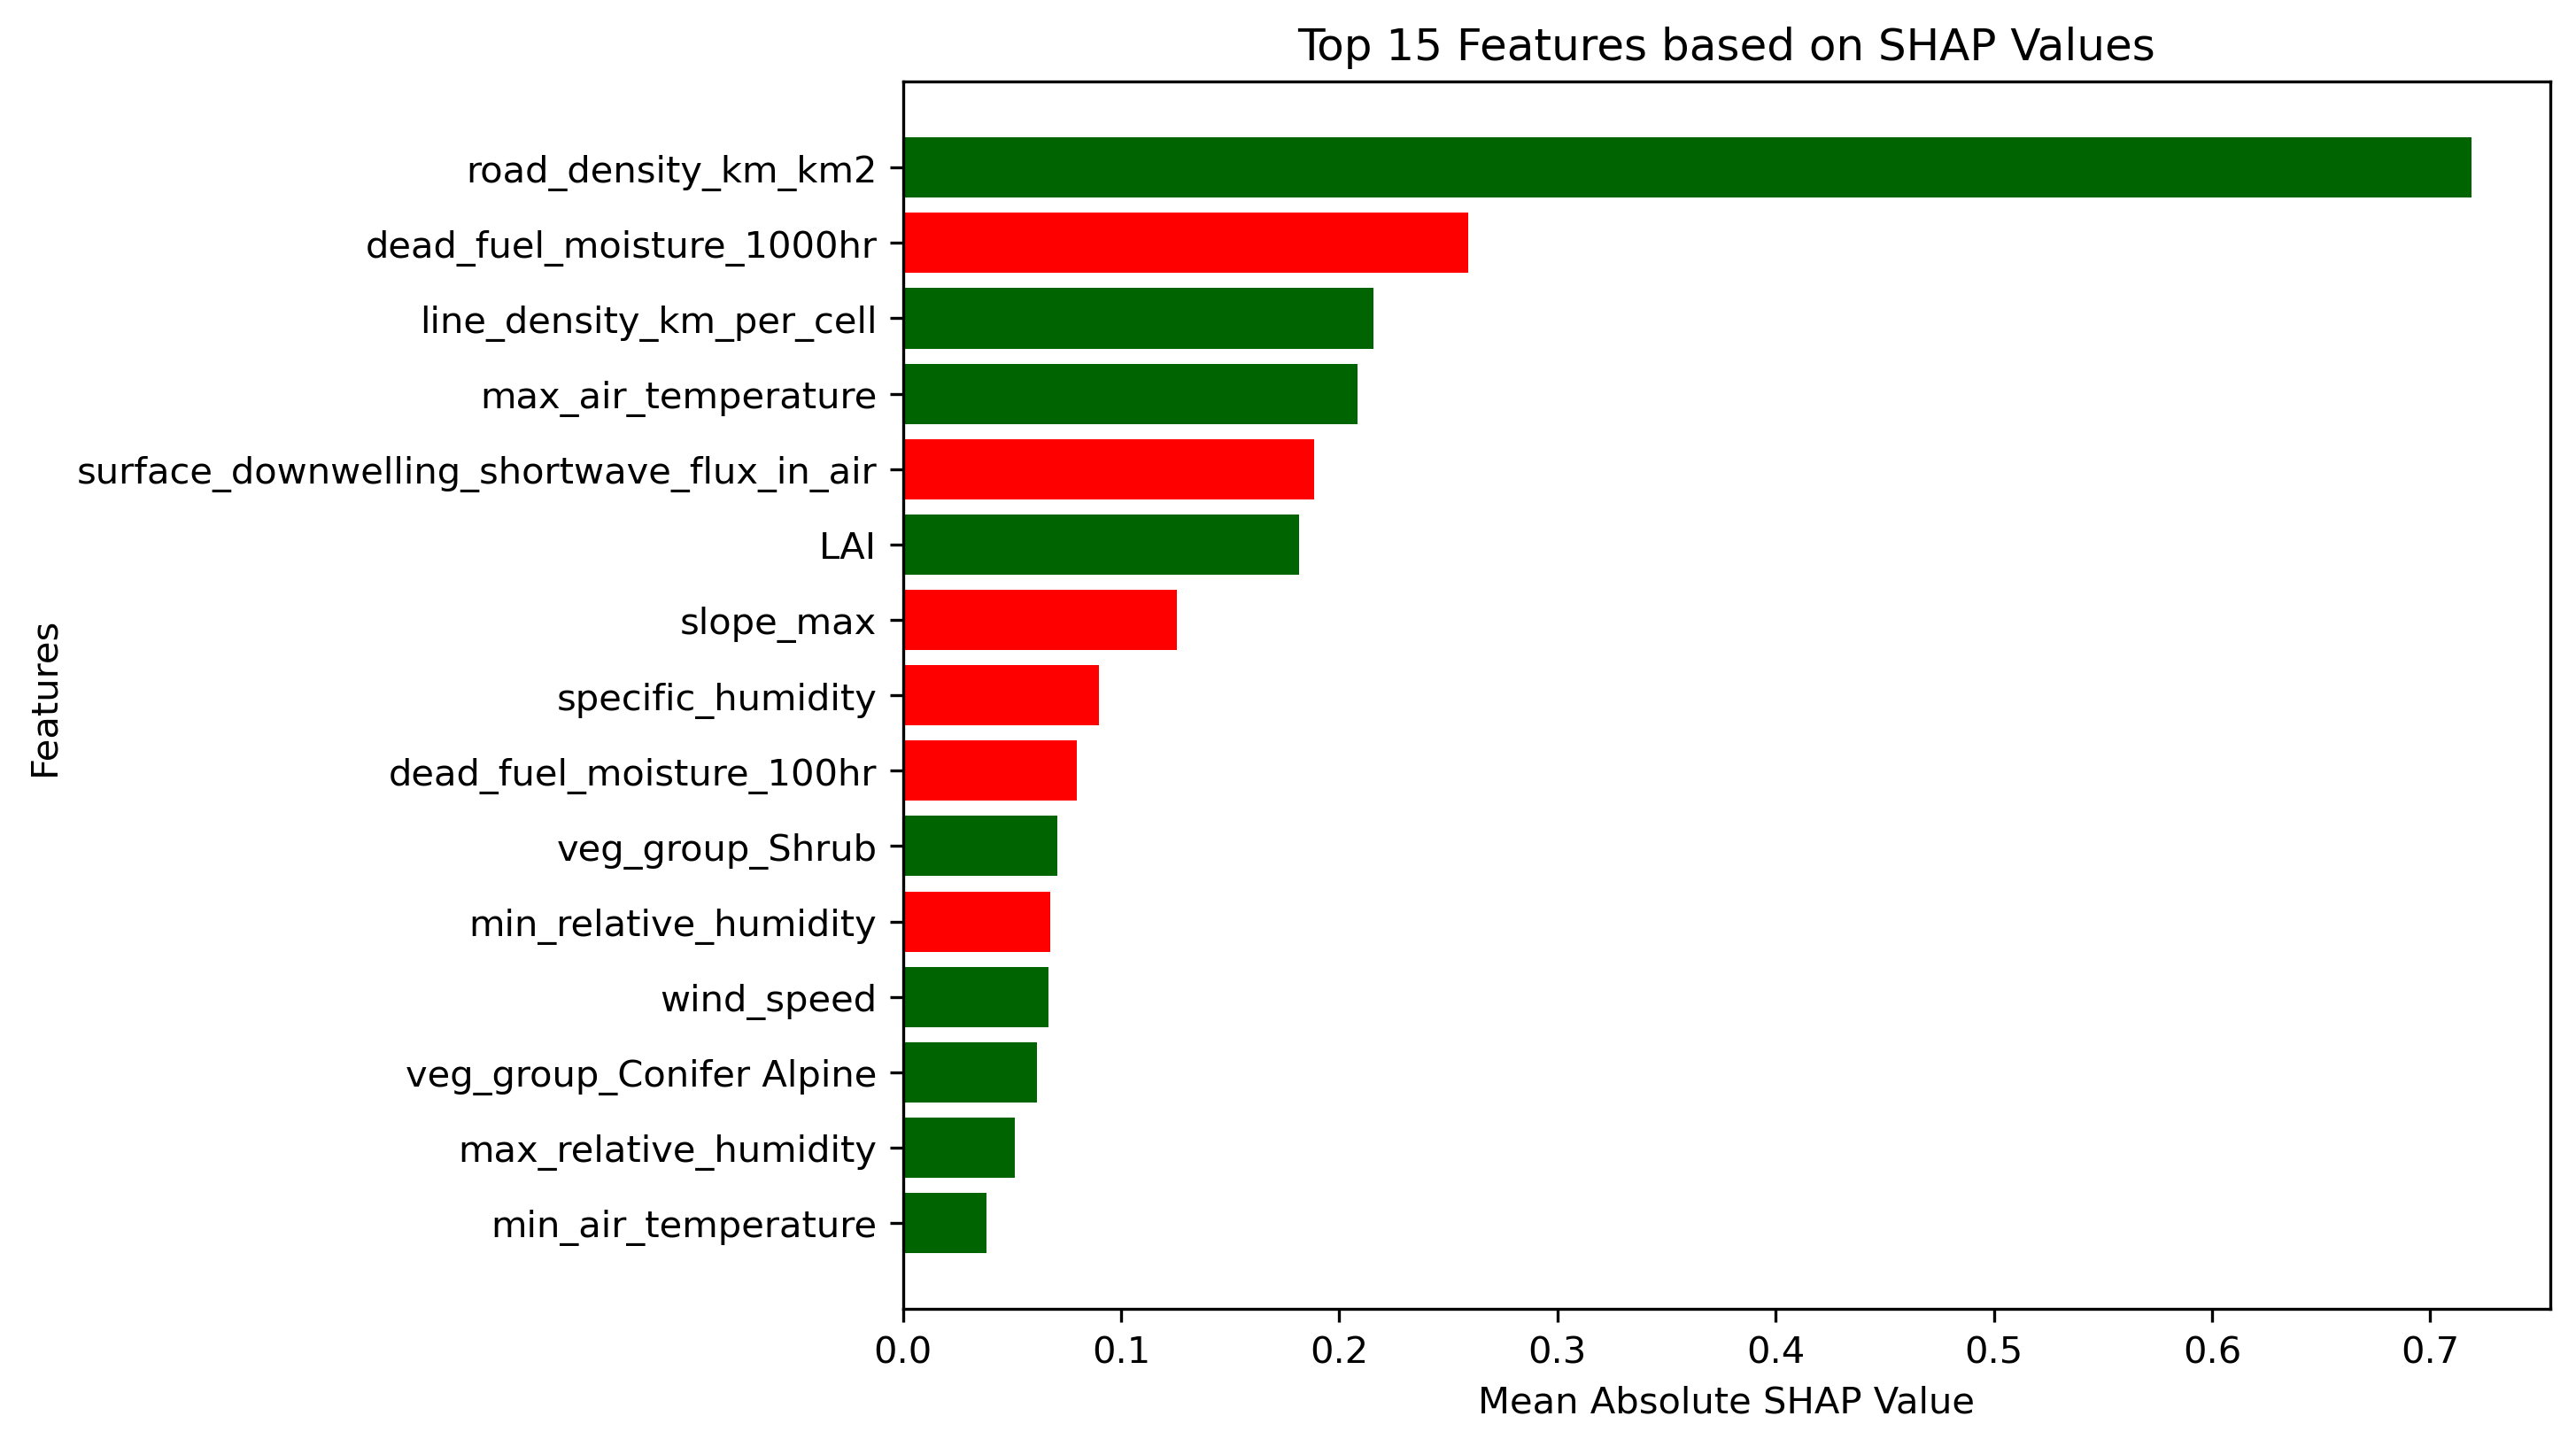 Top 15 Features based on SHAP Values
Features
road_density_km_km2
dead_fuel_moisture_1000hr
line_density_km_per_cell
max_air_temperature
surface_downwelling_shortwave_flux_in_air
LAI
slope_max
specific_humidity
dead_fuel_moisture_100hr
veg_group_Shrub
min_relative_humidity
wind_speed
veg_group_Conifer Alpine
max_relative_humidity
min_air_temperature
0.0 0.1 0.2 0.3 0.4 0.5 0.6 0.7
Mean Absolute SHAP Value